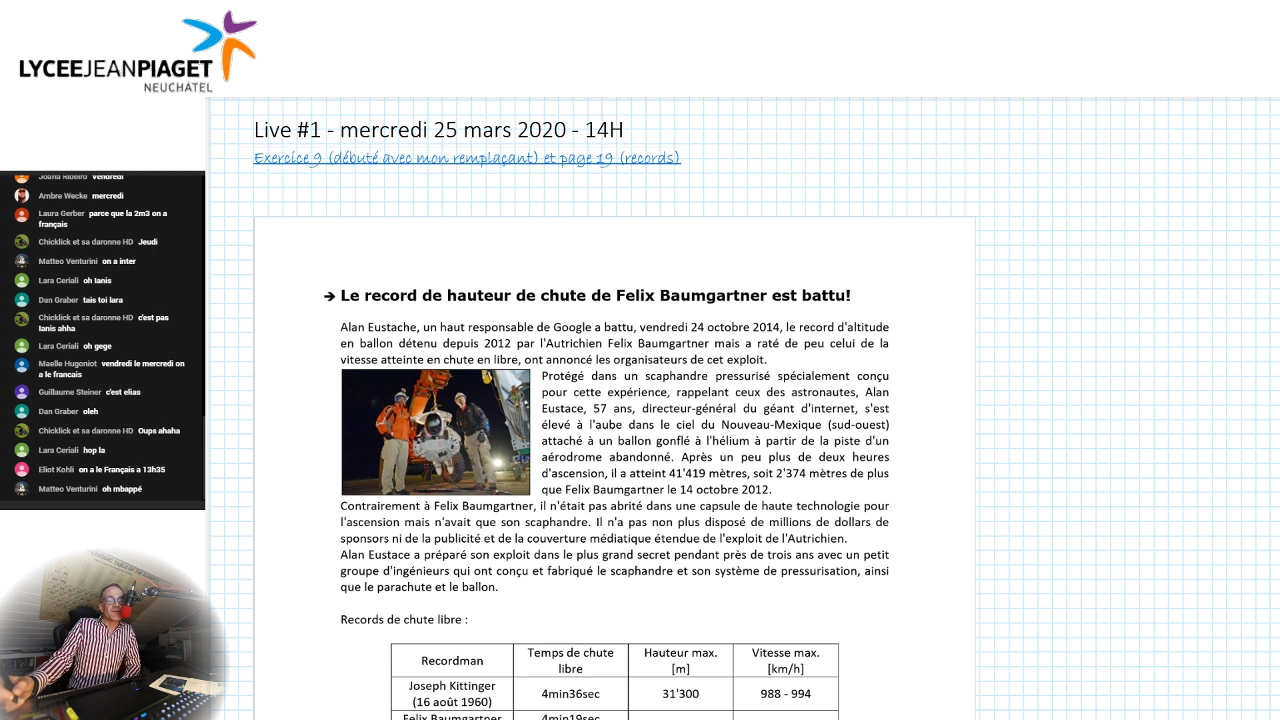 LYCEEJEANPIAGET
NEUCHÂTEL
Live #1 - mercredi 25 mars 2020 - 14H
Exercice 9 (débuté avec mon remplaçant) et page 19 (records)
Joana Ribeiro vendredi
Ambre Wecke mercredi
Laura Gerber parce que la 2m3 on a
français
Chicklick et sa daronne HD Jeudi
Matteo Venturini on a inter
Lara Ceriali oh Ianis
Dan Graber tais toi lara
Chicklick et sa daronne HD c'est pas
Ianis ahha
Lara Ceriali oh gege
Maelle Hugoniot vendredi le mercredi on
a le francais
Guillaume Steiner c'est elias
Dan Graber oleh
Chicklick et sa daronne HD Oups ahaha
Lara Ceriali hop la
Eliot Kohli on a le Français a 13h35
Matteo Venturini oh mbappé
➔ Le record de hauteur de chute de Felix Baumgartner est battu!
Alan Eustache, un haut responsable de Google a battu, vendredi 24 octobre 2014, le record d'altitude
en ballon détenu depuis 2012 par l'Autrichien Felix Baumgartner mais a raté de peu celui de la
vitesse atteinte en chute en libre, ont annoncé les organisateurs de cet exploit.
Protégé dans un scaphandre pressurisé spécialement conçu
pour cette expérience, rappelant ceux des astronautes, Alan
Eustace, 57 ans, directeur-général du géant d'internet, s'est
élevé à l'aube dans le ciel du Nouveau-Mexique (sud-ouest)
attaché à un ballon gonflé à l'hélium à partir de la piste d'un
aérodrome abandonné. Après un peu plus de deux heures
d'ascension, il a atteint 41'419 mètres, soit 2'374 mètres de plus
que Felix Baumgartner le 14 octobre 2012.
Contrairement à Felix Baumgartner, il n'était pas abrité dans une capsule de haute technologie pour
l'ascension mais n'avait que son scaphandre. Il n'a pas non plus disposé de millions de dollars de
sponsors ni de la publicité et de la couverture médiatique étendue de l'exploit de l'Autrichien.
Alan Eustace a préparé son exploit dans le plus grand secret pendant près de trois ans avec un petit
groupe d'ingénieurs qui ont conçu et fabriqué le scaphandre et son système de pressurisation, ainsi
que le parachute et le ballon.
Records de chute libre :
Recordman Temps de chute libre Hauteur max. [m] Vitesse max. [km/h]
Joseph Kittinger (16 août 1960) 4min36sec 31'300 988 - 994
Felix Baumgartner 4min19sec